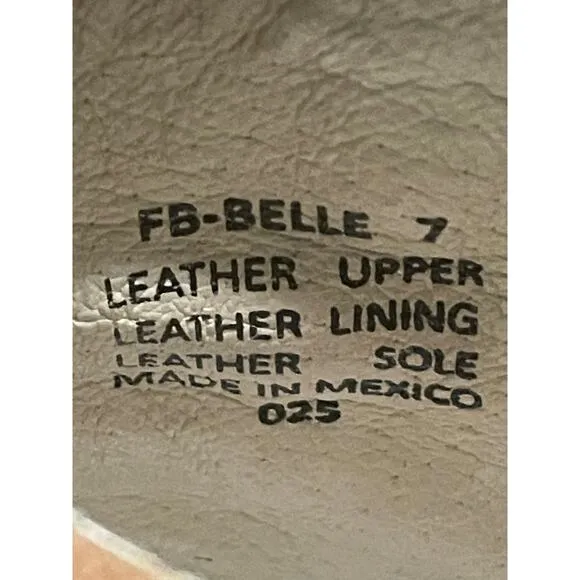 FB-BELLE 7
LEATHER UPPER
LEATHER LINING
LEATHER SOLE
MADE IN MEXICO
025